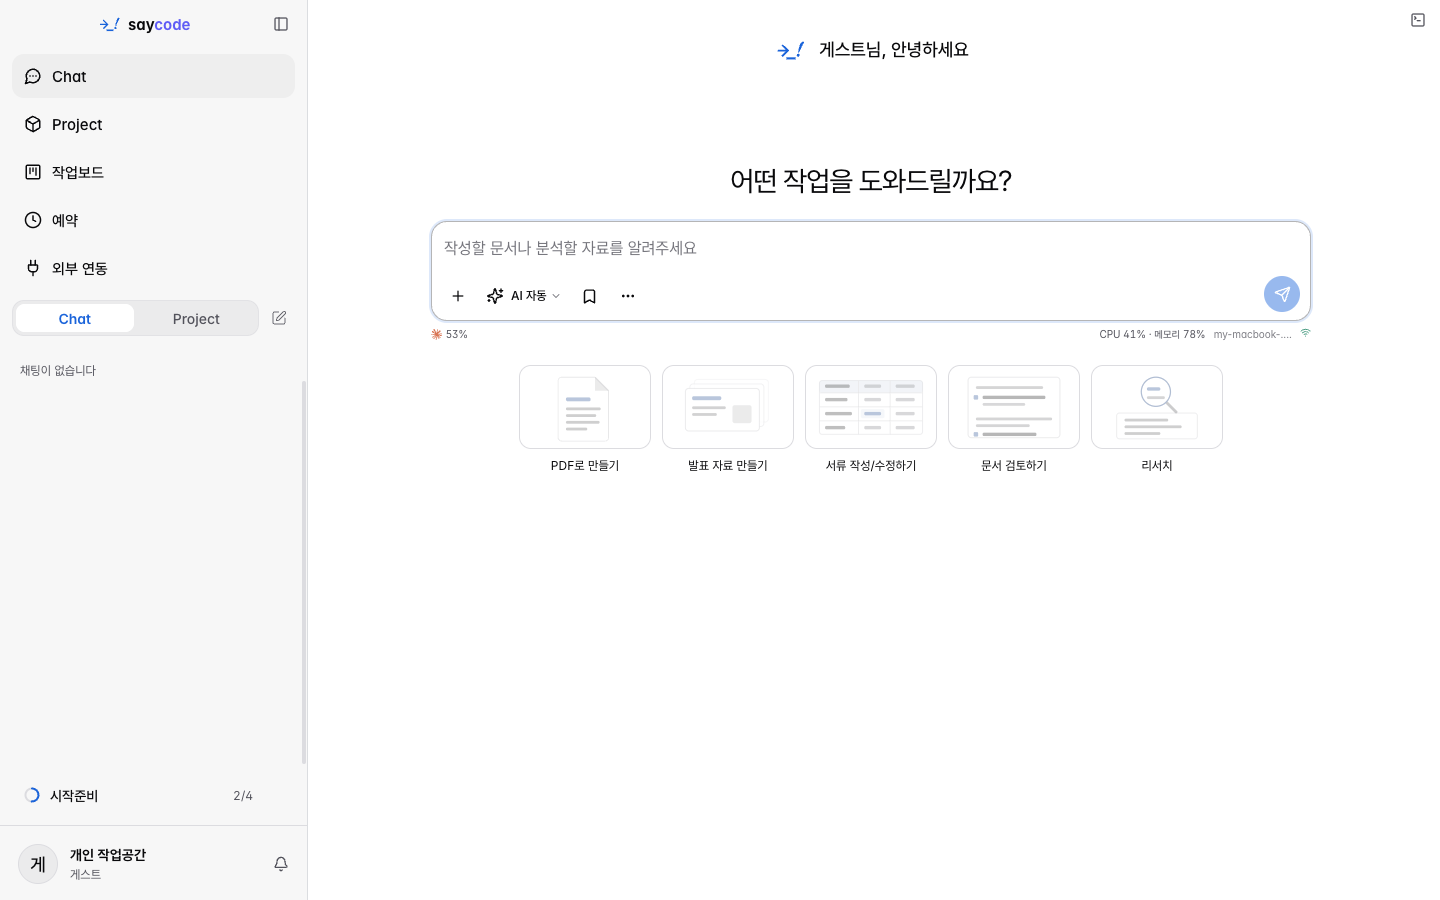 saycode
Chat
Project
작업보드
예약
외부 연동
Chat
Project
채팅이 없습니다
시작준비
2/4
게
개인 작업공간
게스트
게스트님, 안녕하세요
어떤 작업을 도와드릴까요?
작성할 문서나 분석할 자료를 알려주세요
AI 자동
53%
CPU 41% · 메모리 78% my-macbook-....
PDF로 만들기
발표 자료 만들기
서류 작성/수정하기
문서 검토하기
리서치